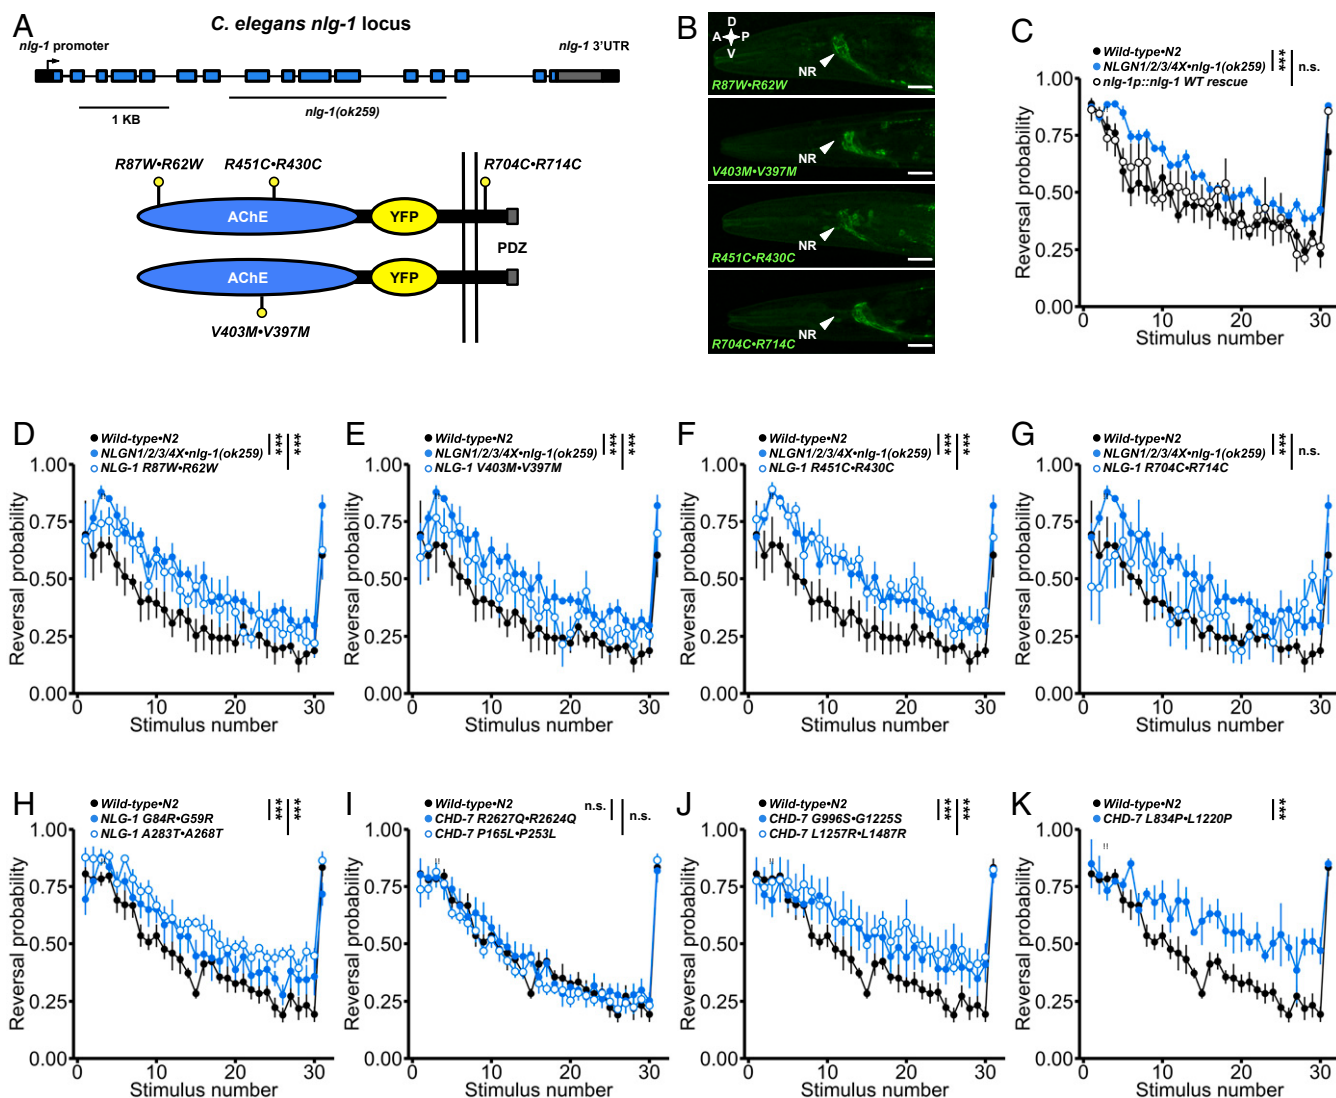 A
C. elegans nlg-1 locus
nlg-1 promoter
nlg-1 3'UTR
1 KB
nlg-1(ok259)
R87W•R62W
R451C•R430C
R704C•R714C
AChE
YFP
PDZ
AChE
YFP
V403M•V397M
B
D
A
P
V
NR
R87W•R62W
NR
V403M•V397M
NR
R451C•R430C
NR
R704C•R714C
C
Wild-type•N2
NLGN1/2/3/4X•nlg-1(ok259)
nlg-1p::nlg-1 WT rescue
***
n.s.
Reversal probability
1.00
0.75
0.50
0.25
0.00
0
10
20
30
Stimulus number
D
Wild-type•N2
NLGN1/2/3/4X•nlg-1(ok259)
NLG-1 R87W•R62W
***
***
Reversal probability
1.00
0.75
0.50
0.25
0.00
0
10
20
30
Stimulus number
E
Wild-type•N2
NLGN1/2/3/4X•nlg-1(ok259)
NLG-1 V403M•V397M
***
***
Reversal probability
1.00
0.75
0.50
0.25
0.00
0
10
20
30
Stimulus number
F
Wild-type•N2
NLGN1/2/3/4X•nlg-1(ok259)
NLG-1 R451C•R430C
***
***
Reversal probability
1.00
0.75
0.50
0.25
0.00
0
10
20
30
Stimulus number
G
Wild-type•N2
NLGN1/2/3/4X•nlg-1(ok259)
NLG-1 R704C•R714C
***
n.s.
Reversal probability
1.00
0.75
0.50
0.25
0.00
0
10
20
30
Stimulus number
H
Wild-type•N2
NLG-1 G84R•G59R
NLG-1 A283T•A268T
***
***
Reversal probability
1.00
0.75
0.50
0.25
0.00
0
10
20
30
Stimulus number
I
Wild-type•N2
CHD-7 R2627Q•R2624Q
CHD-7 P165L•P253L
n.s.
n.s.
!!
Reversal probability
1.00
0.75
0.50
0.25
0.00
0
10
20
30
Stimulus number
J
Wild-type•N2
CHD-7 G996S•G1225S
CHD-7 L1257R•L1487R
***
***
!!
Reversal probability
1.00
0.75
0.50
0.25
0.00
0
10
20
30
Stimulus number
K
Wild-type•N2
CHD-7 L834P•L1220P
***
!!
Reversal probability
1.00
0.75
0.50
0.25
0.00
0
10
20
30
Stimulus number